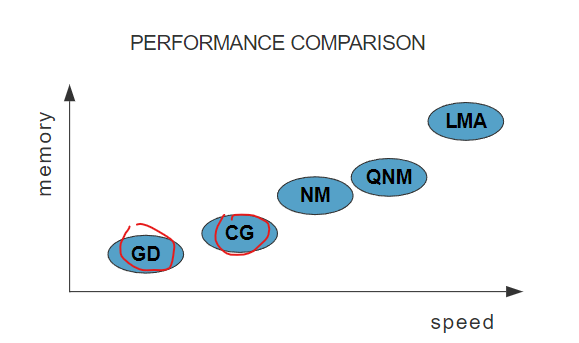 PERFORMANCE COMPARISON
memory
LMA
QNM
NM
CG
GD
speed